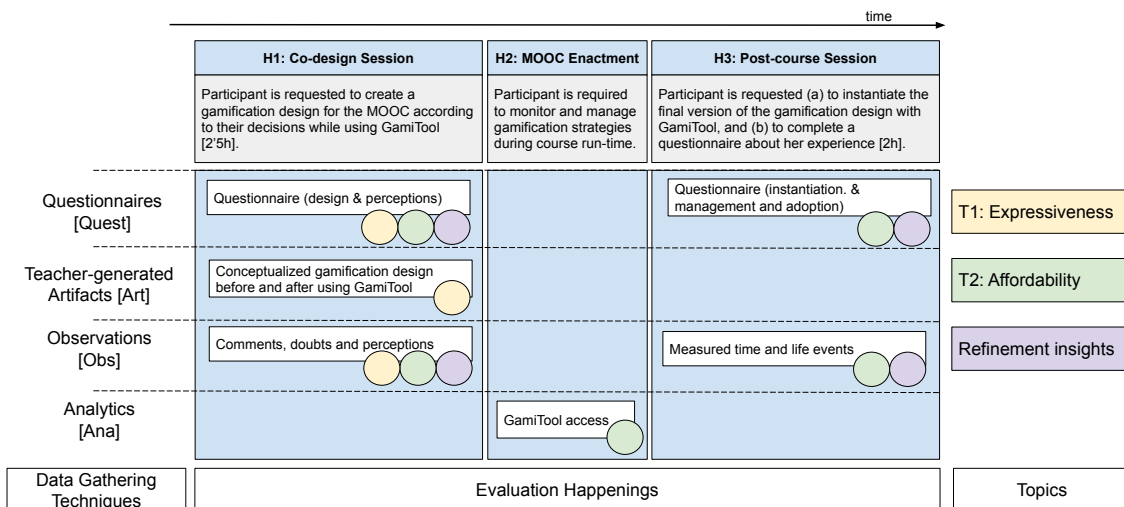 time
H1: Co-design Session
H2: MOOC Enactment
H3: Post-course Session
Participant is requested to create a
gamification design for the MOOC according
to their decisions while using GamiTool
[2'5h].
Participant is required
to monitor and manage
gamification strategies
during course run-time.
Participant is requested (a) to instantiate the
final version of the gamification design with
GamiTool, and (b) to complete a
questionnaire about her experience [2h].
Questionnaires
[Quest]
Questionnaire (design & perceptions)
Questionnaire (instantiation. &
management and adoption)
T1: Expressiveness
Teacher-generated
Artifacts [Art]
Conceptualized gamification design
before and after using GamiTool
T2: Affordability
Observations
[Obs]
Comments, doubts and perceptions
Measured time and life events
Refinement insights
Analytics
[Ana]
GamiTool access
Data Gathering
Techniques
Evaluation Happenings
Topics